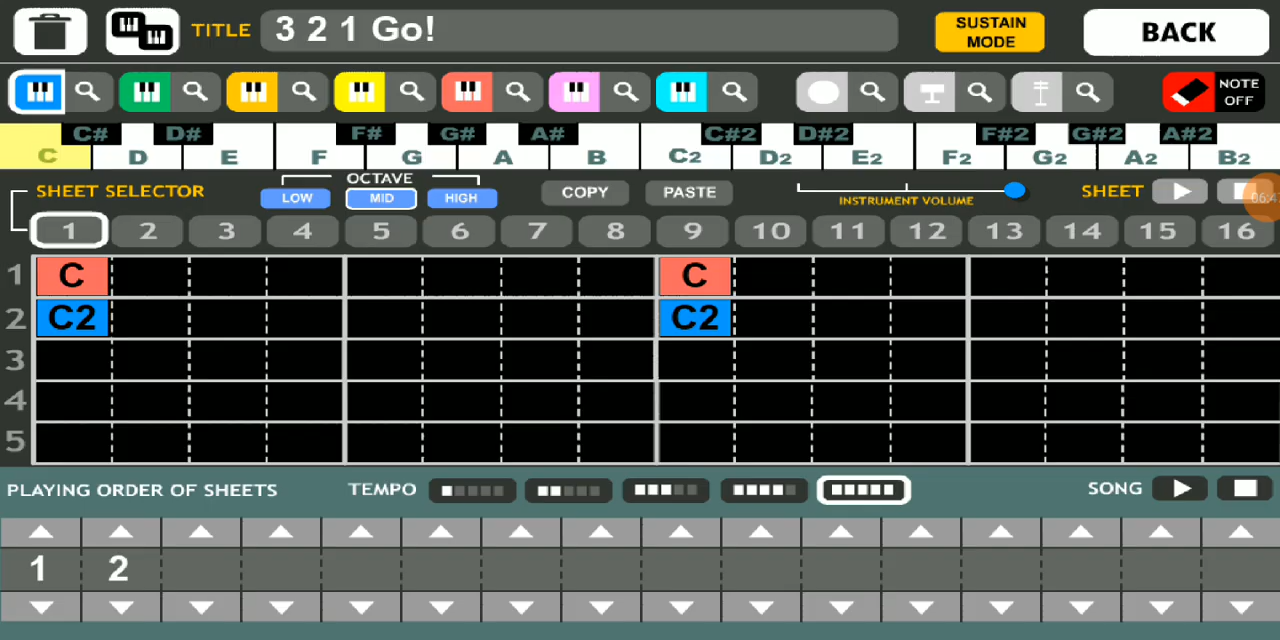 TITLE 3 2 1 Go! SUSTAIN MODE BACK
NOTE OFF
C# D# F# G# A# C#2 D#2 F#2 G#2 A#2
C D E F G A B C2 D2 E2 F2 G2 A2 B2
SHEET SELECTOR OCTAVE LOW MID HIGH COPY PASTE INSTRUMENT VOLUME SHEET
1 2 3 4 5 6 7 8 9 10 11 12 13 14 15 16
1 C C
2 C2 C2
3
4
5
PLAYING ORDER OF SHEETS TEMPO SONG
1 2